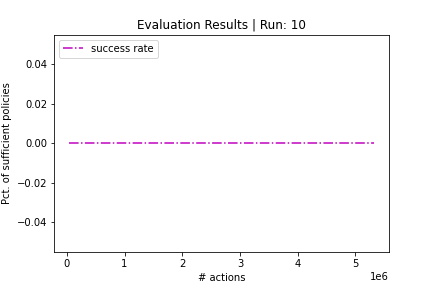 Evaluation Results | Run: 10
success rate
Pct. of sufficient policies
0.04
0.02
0.00
−0.02
−0.04
0 1 2 3 4 5
1e6
# actions